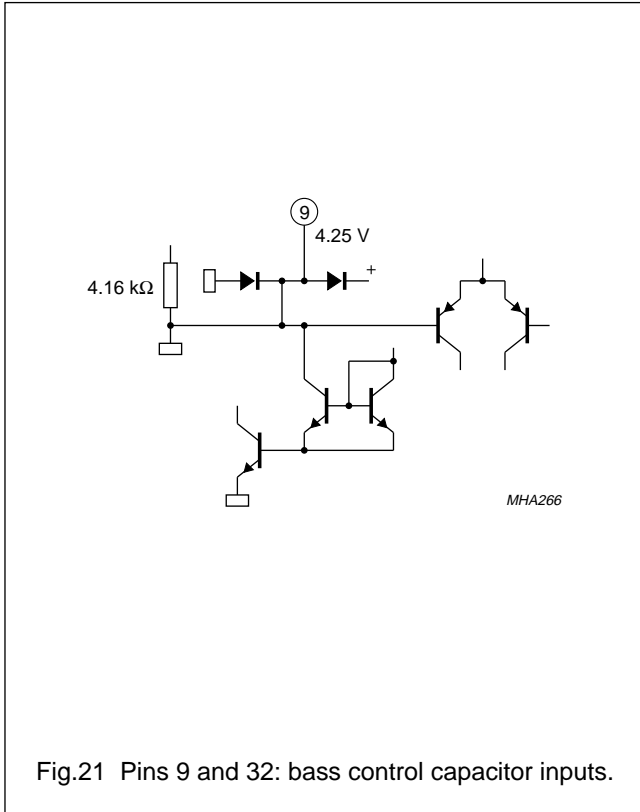 9
4.25 V
+
4.16 kΩ
MHA266
Fig.21 Pins 9 and 32: bass control capacitor inputs.